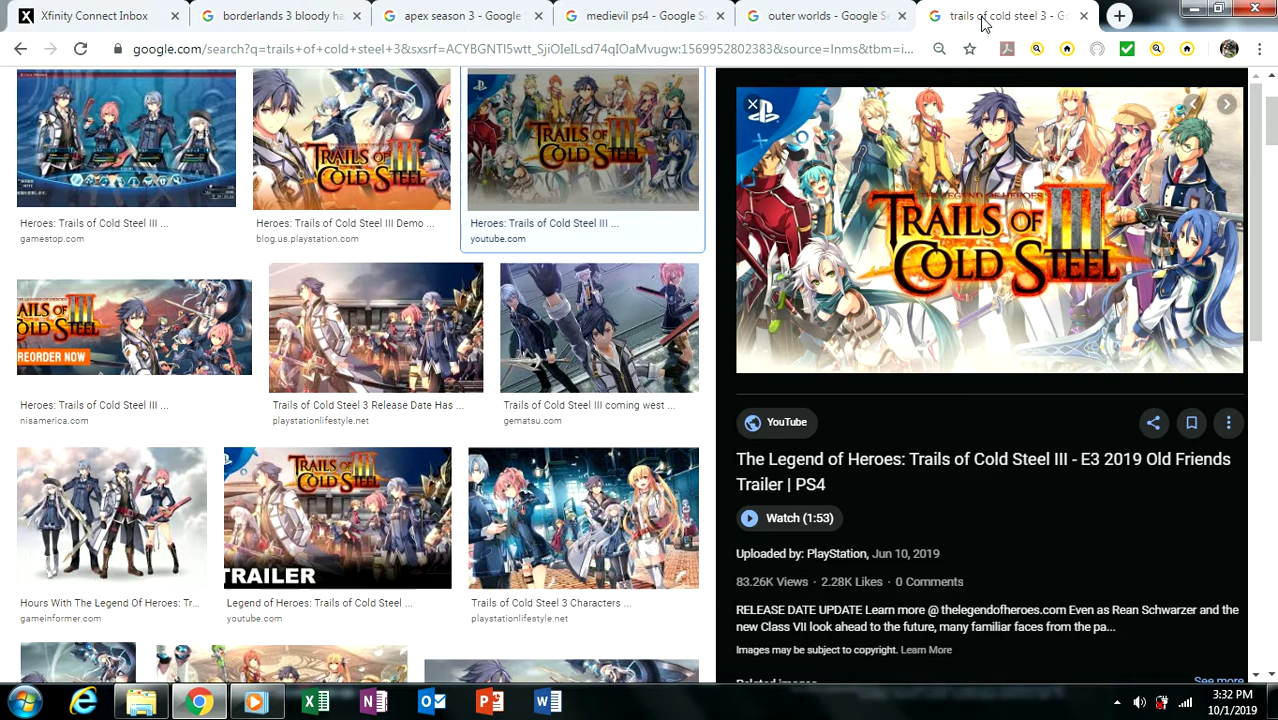 Xfinity Connect Inbox
borderlands 3 bloody ha
apex season 3 - Google
medievil ps4 - Google Se
outer worlds - Google Se
trails of cold steel 3 - Go
google.com/search?q=trails+of+cold+steel+3&sxsrf=ACYBGNTI5wtt_SjiOIeILsd74qIOaMvugw:1569952802383&source=lnms&tbm=i...
TRAILS OF
COLD STEEL
III
Heroes: Trails of Cold Steel III ...
gamestop.com
TRAILS OF
COLD STEEL
III
Heroes: Trails of Cold Steel III Demo ...
blog.us.playstation.com
Heroes: Trails of Cold Steel III ...
youtube.com
AILS OF
COLD STEEL
REORDER NOW
Heroes: Trails of Cold Steel III ...
nisamerica.com
Trails of Cold Steel 3 Release Date Has ...
playstationlifestyle.net
Trails of Cold Steel III coming west ...
gematsu.com
Hours With The Legend Of Heroes: Tr...
gameinformer.com
TRAILS OF
COLD STEEL
III
TRAILER
Legend of Heroes: Trails of Cold Steel ...
youtube.com
Trails of Cold Steel 3 Characters ...
playstationlifestyle.net
THE LEGEND OF HEROES
TRAILS OF
COLD STEEL
III
YouTube
The Legend of Heroes: Trails of Cold Steel III - E3 2019 Old Friends
Trailer | PS4
Watch (1:53)
Uploaded by: PlayStation, Jun 10, 2019
83.26K Views · 2.28K Likes · 0 Comments
RELEASE DATE UPDATE Learn more @ thelegendofheroes.com Even as Rean Schwarzer and the
new Class VII look ahead to the future, many familiar faces from the pa...
Images may be subject to copyright. Learn More
Related images
See more
3:32 PM
10/1/2019